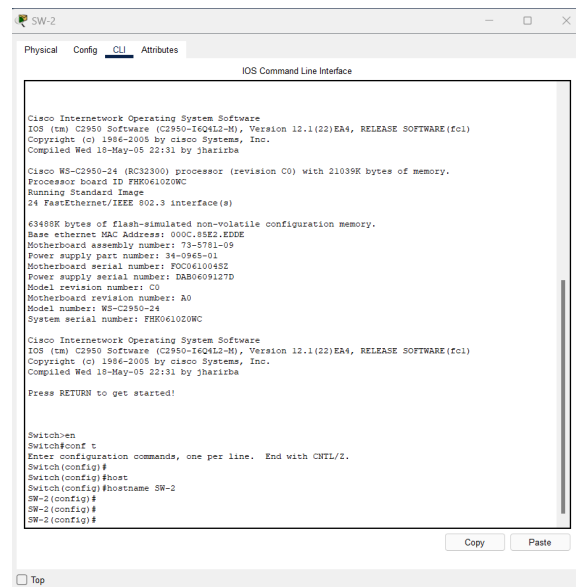 SW-2
Physical Config CLI Attributes
IOS Command Line Interface
Cisco Internetwork Operating System Software
IOS (tm) C2950 Software (C2950-I6Q4L2-M), Version 12.1(22)EA4, RELEASE SOFTWARE(fc1)
Copyright (c) 1986-2005 by cisco Systems, Inc.
Compiled Wed 18-May-05 22:31 by jharirba
Cisco WS-C2950-24 (RC32300) processor (revision C0) with 21039K bytes of memory.
Processor board ID FHK0610Z0WC
Running Standard Image
24 FastEthernet/IEEE 802.3 interface(s)
63488K bytes of flash-simulated non-volatile configuration memory.
Base ethernet MAC Address: 000C.85E2.EDDE
Motherboard assembly number: 73-5781-09
Power supply part number: 34-0965-01
Motherboard serial number: FOC061004SZ
Power supply serial number: DAB0609127D
Model revision number: C0
Motherboard revision number: A0
Model number: WS-C2950-24
System serial number: FHK0610Z0WC
Cisco Internetwork Operating System Software
IOS (tm) C2950 Software (C2950-I6Q4L2-M), Version 12.1(22)EA4, RELEASE SOFTWARE(fc1)
Copyright (c) 1986-2005 by cisco Systems, Inc.
Compiled Wed 18-May-05 22:31 by jharirba
Press RETURN to get started!
Switch>en
Switch#conf t
Enter configuration commands, one per line. End with CNTL/Z.
Switch(config)#
Switch(config)#host
Switch(config)#hostname SW-2
SW-2(config)#
SW-2(config)#
SW-2(config)#
Copy Paste
Top